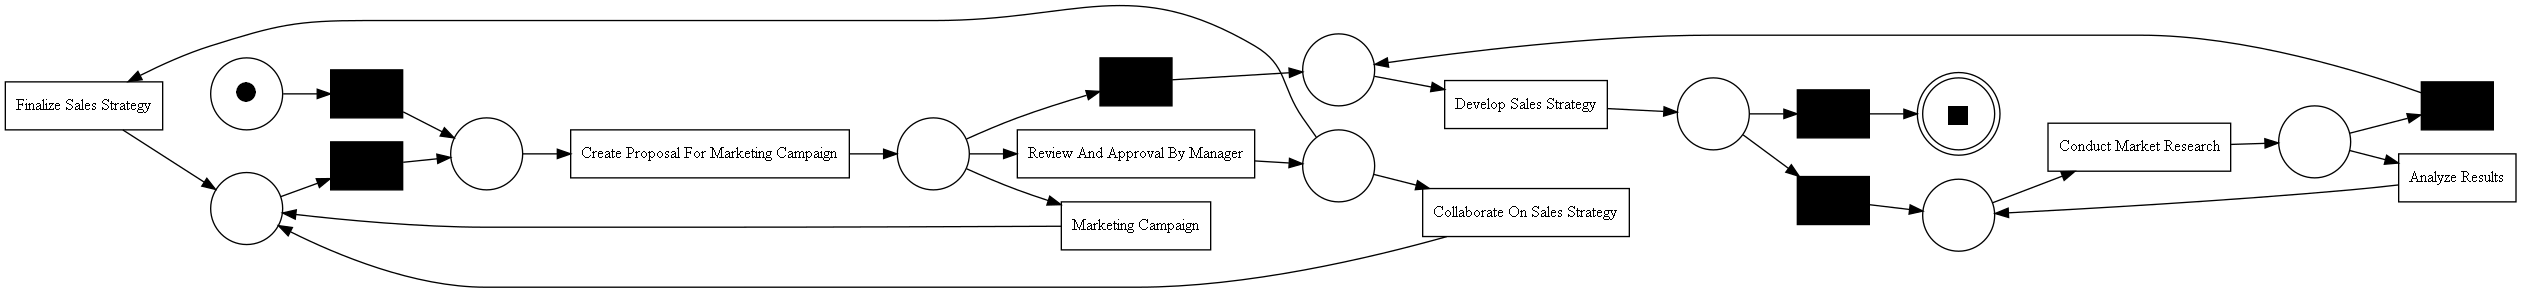 Finalize Sales Strategy
Create Proposal For Marketing Campaign
Review And Approval By Manager
Marketing Campaign
Develop Sales Strategy
Collaborate On Sales Strategy
Conduct Market Research
Analyze Results